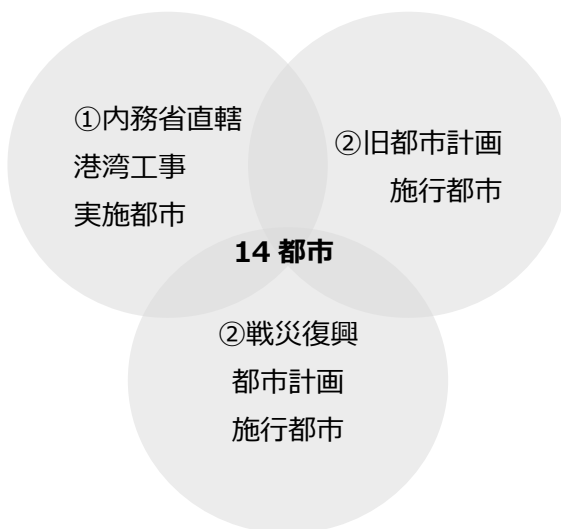 ①内務省直轄
港湾工事
実施都市
②旧都市計画
施行都市
14 都市
②戦災復興
都市計画
施行都市